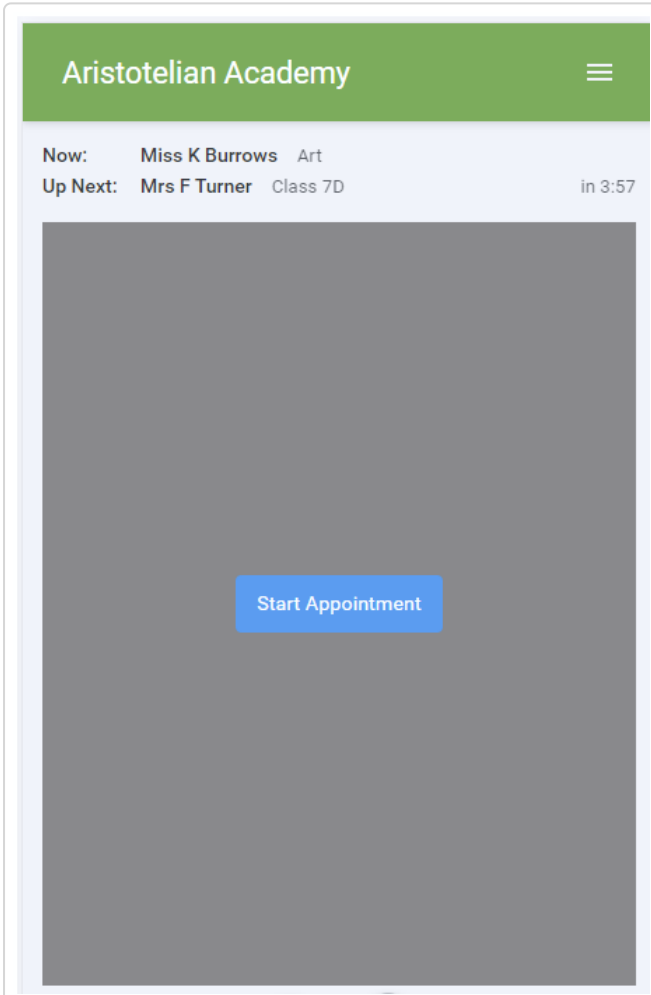 Aristotelian Academy
Now: Miss K Burrows Art
Up Next: Mrs F Turner Class 7D in 3:57
Start Appointment